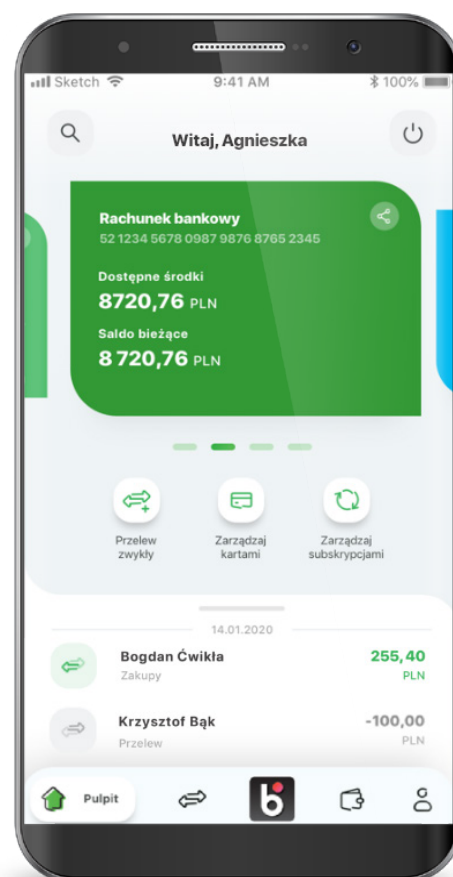 Sketch
9:41 AM
100%
Witaj, Agnieszka
Rachunek bankowy
52 1234 5678 0987 9876 8765 2345
Dostępne środki
8720,76 PLN
Saldo bieżące
8 720,76 PLN
Przelew
zwykły
Zarządzaj
kartami
Zarządzaj
subskrypcjami
14.01.2020
Bogdan Ćwikła
255,40
Zakupy
PLN
Krzysztof Bąk
-100,00
Przelew
PLN
Pulpit
b